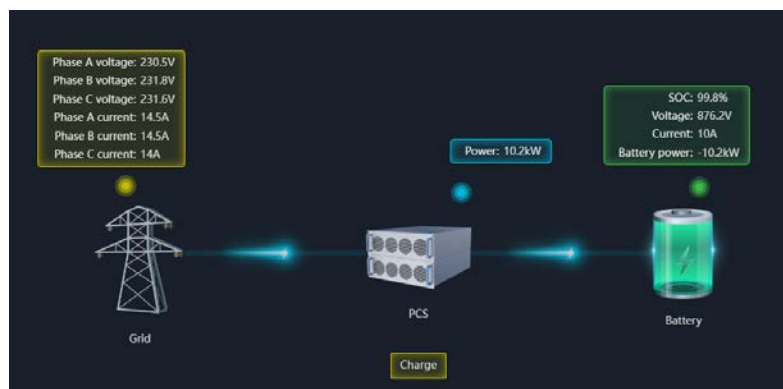 Phase A voltage: 230.5V
Phase B voltage: 231.8V
Phase C voltage: 231.6V
Phase A current: 14.5A
Phase B current: 14.5A
Phase C current: 14A
Power: 10.2kW
SOC: 99.8%
Voltage: 876.2V
Current: 10A
Battery power: -10.2kW
Grid
PCS
Battery
Charge